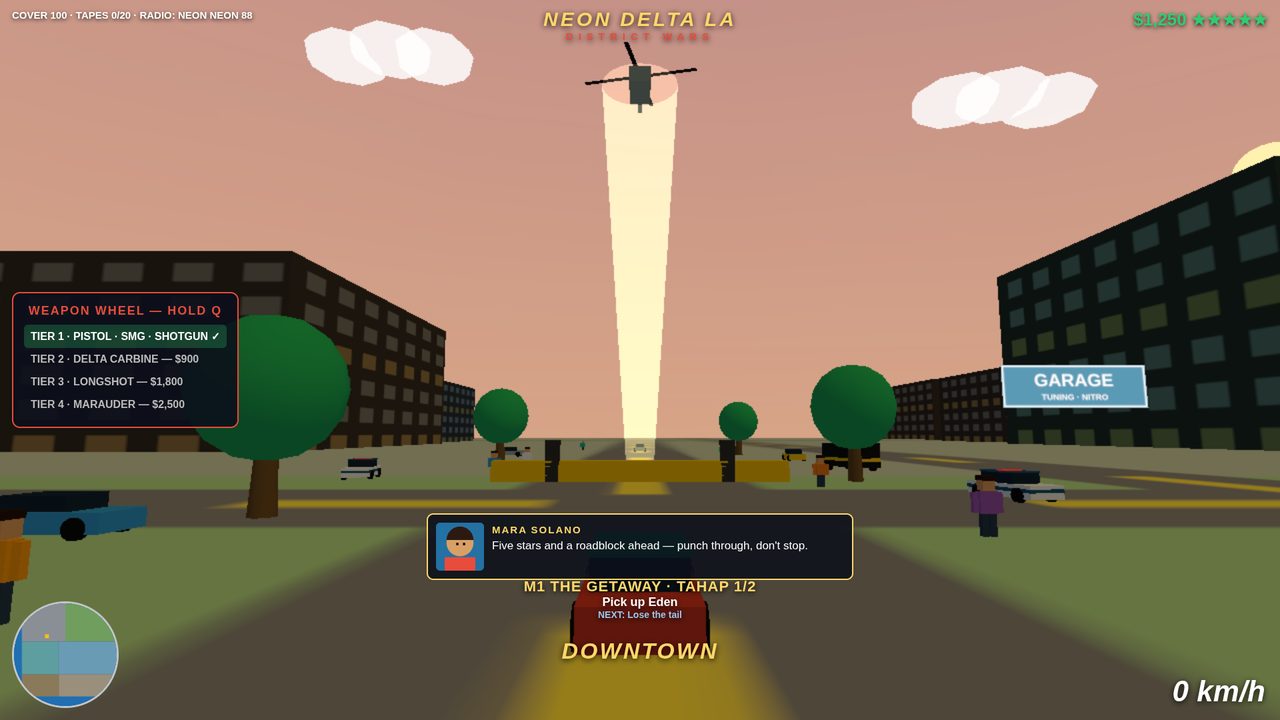 COVER 100 · TAPES 0/20 · RADIO: NEON NEON 88
NEON DELTA LA
DISTRICT WARS
$1,250 ★★★★★
WEAPON WHEEL — HOLD Q
TIER 1 · PISTOL · SMG · SHOTGUN ✓
TIER 2 · DELTA CARBINE — $900
TIER 3 · LONGSHOT — $1,800
TIER 4 · MARAUDER — $2,500
GARAGE
TUNING · NITRO
MARA SOLANO
Five stars and a roadblock ahead — punch through, don't stop.
M1 THE GETAWAY · TAHAP 1/2
Pick up Eden
NEXT: Lose the tail
DOWNTOWN
0 km/h